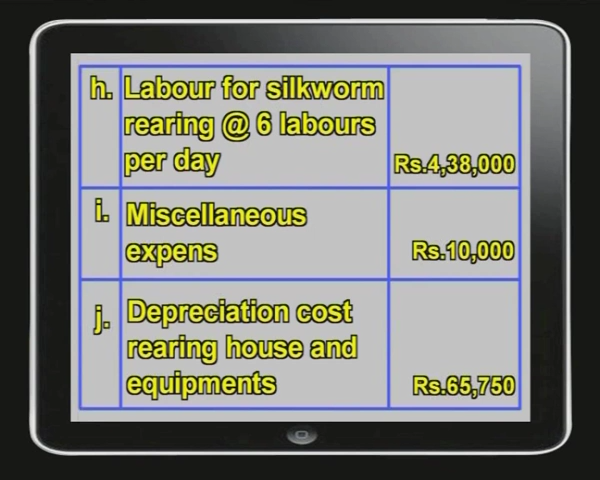 h. Labour for silkworm
rearing @ 6 labours
per day Rs.4,38,000
i. Miscellaneous
expens Rs.10,000
j. Depreciation cost
rearing house and
equipments Rs.65,750